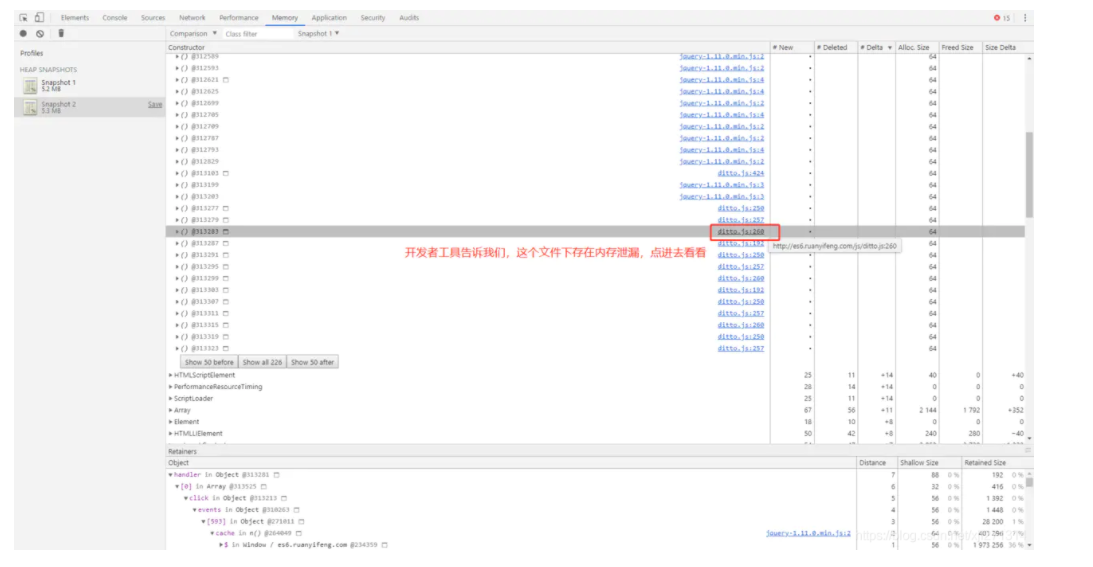 Elements Console Sources Network Performance Memory Application Security Audits 15
Comparison ▼ Class filter Snapshot 1 ▼
Profiles
HEAP SNAPSHOTS
Snapshot 1
5.2 MB
Snapshot 2 Save
5.3 MB
Constructor # New # Deleted # Delta ▼ Alloc. Size Freed Size Size Delta
() @312589 jquery-1.11.0.min.js:2 • 64
() @312593 jquery-1.11.0.min.js:2 • 64
() @312621 jquery-1.11.0.min.js:4 • 64
() @312625 jquery-1.11.0.min.js:4 • 64
() @312699 jquery-1.11.0.min.js:2 • 64
() @312705 jquery-1.11.0.min.js:4 • 64
() @312709 jquery-1.11.0.min.js:2 • 64
() @312787 jquery-1.11.0.min.js:2 • 64
() @312793 jquery-1.11.0.min.js:4 • 64
() @312829 jquery-1.11.0.min.js:2 • 64
() @313103 ditto.js:424 • 64
() @313199 jquery-1.11.0.min.js:3 • 64
() @313203 jquery-1.11.0.min.js:3 • 64
() @313277 ditto.js:250 • 64
() @313279 ditto.js:257 • 64
() @313283 ditto.js:260 • 64
() @313287 ditto.js:192 • 64
http://es6.ruanyifeng.com/js/ditto.js:260
开发者工具告诉我们，这个文件下存在内存泄漏，点进去看看
() @313291 ditto.js:250 • 64
() @313295 ditto.js:257 • 64
() @313299 ditto.js:260 • 64
() @313303 ditto.js:192 • 64
() @313307 ditto.js:250 • 64
() @313311 ditto.js:257 • 64
() @313315 ditto.js:260 • 64
() @313319 ditto.js:250 • 64
() @313323 ditto.js:257 • 64
Show 50 before Show all 226 Show 50 after
HTMLScriptElement 25 11 +14 40 0 +40
PerformanceResourceTiming 28 14 +14 0 0 0
ScriptLoader 25 11 +14 0 0 0
Array 67 56 +11 2 144 1 792 +352
Element 18 10 +8 0 0 0
HTMLLIElement 50 42 +8 240 280 −40
Retainers
Object Distance Shallow Size Retained Size
handler in Object @313281 7 88 0 % 192 0 %
[0] in Array @313525 6 32 0 % 416 0 %
click in Object @313213 5 56 0 % 1 392 0 %
events in Object @310263 4 56 0 % 1 448 0 %
[593] in Object @271011 3 56 0 % 28 200 1 %
cache in n() @264049 jquery-1.11.0.min.js:2 64 0 %
$ in Window / es6.ruanyifeng.com @234359 1 56 0 % 1 973 256 36 %